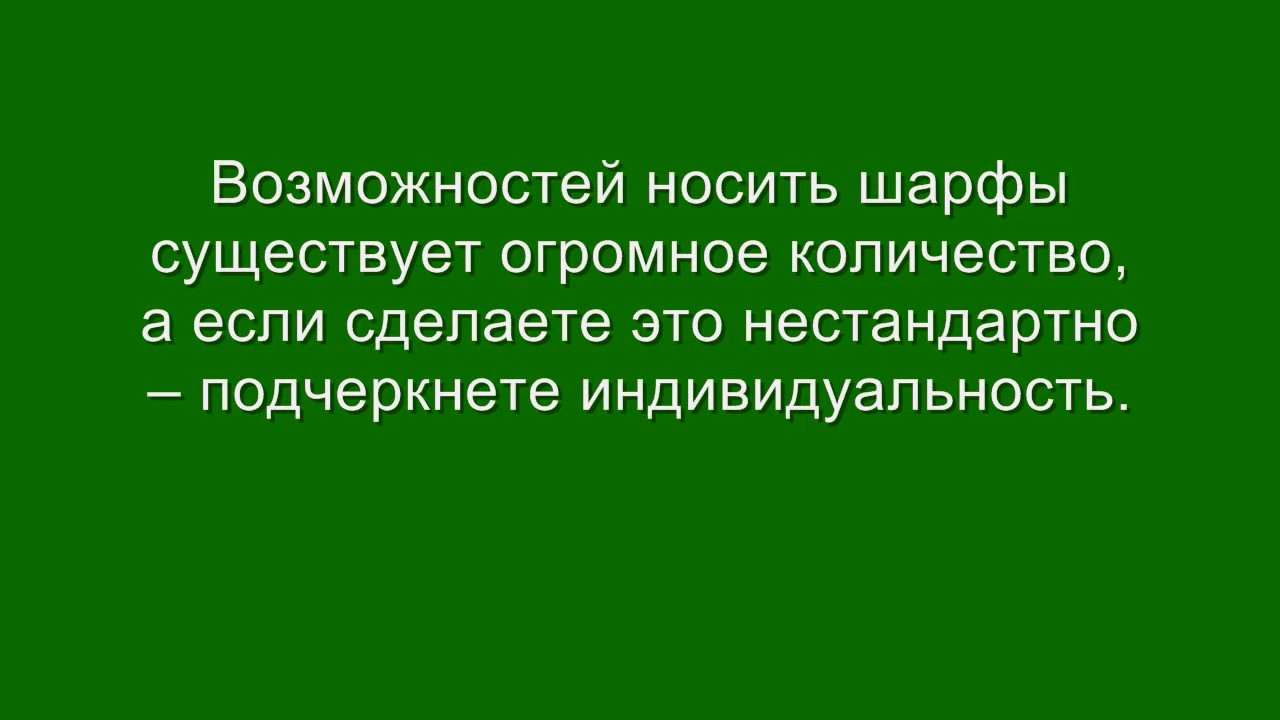 Возможностей носить шарфы
существует огромное количество,
а если сделаете это нестандартно
– подчеркнете индивидуальность.